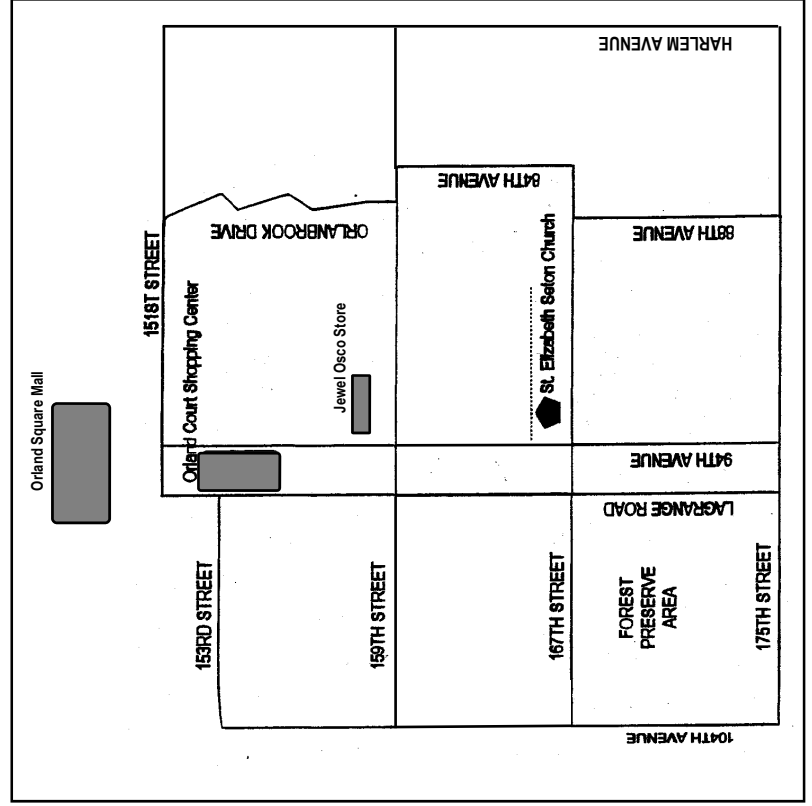 HARLEM AVENUE
84TH AVENUE
ORLANBROOK DRIVE
88TH AVENUE
151ST STREET
Orland Court Shopping Center
St. Elizabeth Seton Church
Jewel Osco Store
Orland Square Mall
94TH AVENUE
LAGRANGE ROAD
153RD STREET
159TH STREET
167TH STREET
FOREST
PRESERVE
AREA
175TH STREET
104TH AVENUE